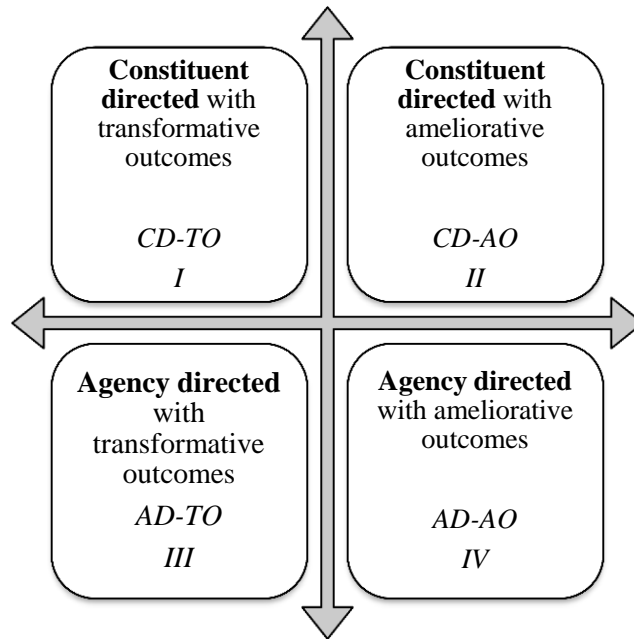 Constituent
directed with
transformative
outcomes
CD-TO
I
Constituent
directed with
ameliorative
outcomes
CD-AO
II
Agency directed
with
transformative
outcomes
AD-TO
III
Agency directed
with ameliorative
outcomes
AD-AO
IV